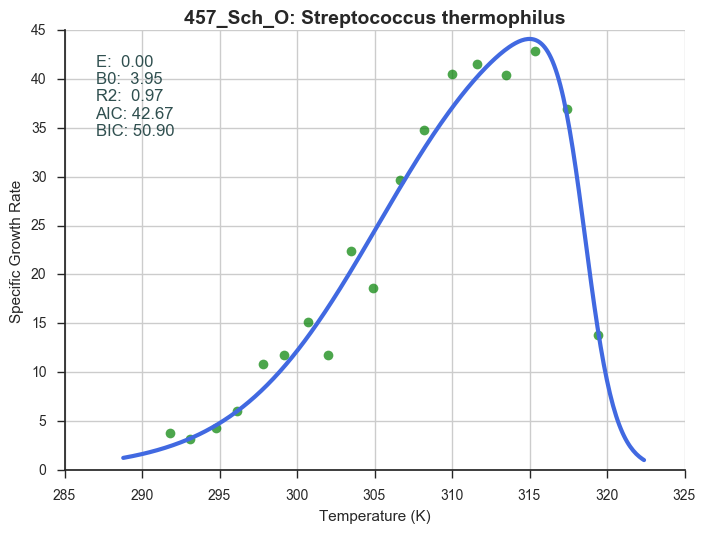 457_Sch_O: Streptococcus thermophilus
45
40
35
30
25
20
15
10
5
0
Specific Growth Rate
E: 0.00
B0: 3.95
R2: 0.97
AIC: 42.67
BIC: 50.90
285 290 295 300 305 310 315 320 325
Temperature (K)